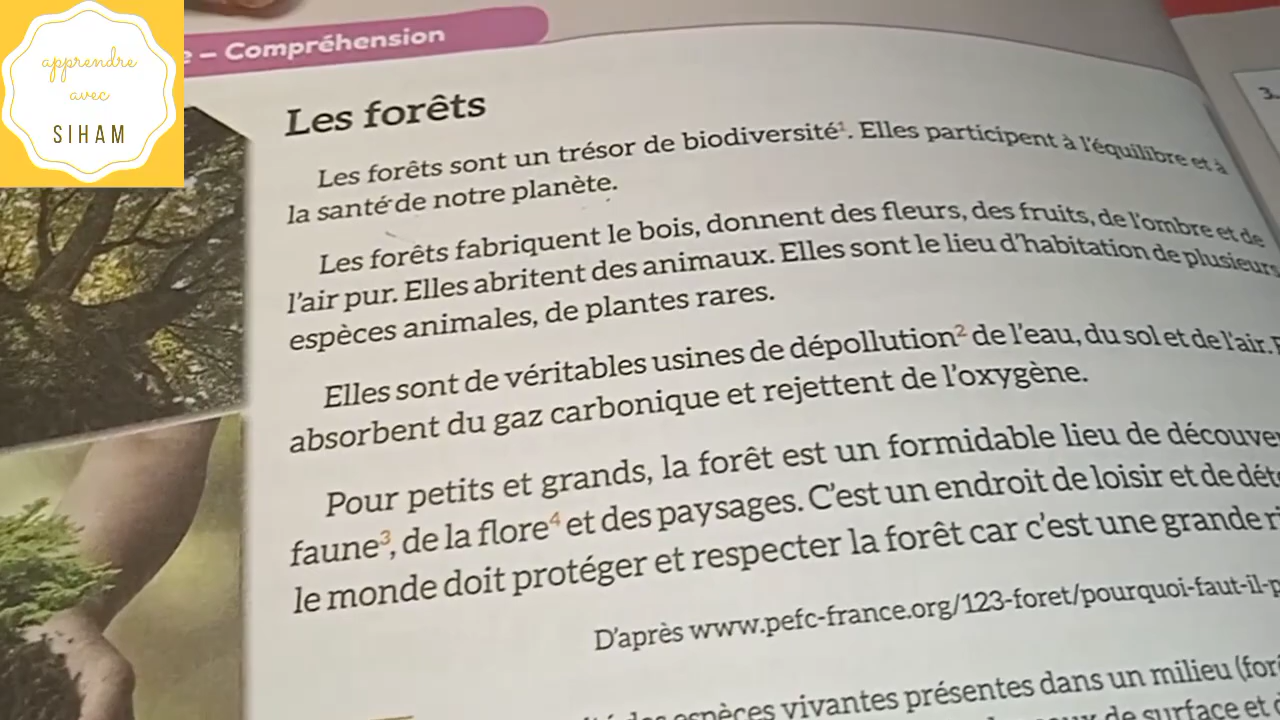 apprendre
avec
SIHAM
– Compréhension
3.
Les forêts
Les forêts sont un trésor de biodiversité¹. Elles participent à l'équilibre et à
la santé de notre planète.
Les forêts fabriquent le bois, donnent des fleurs, des fruits, de l'ombre et de
l'air pur. Elles abritent des animaux. Elles sont le lieu d'habitation de plusieurs
espèces animales, de plantes rares.
Elles sont de véritables usines de dépollution² de l'eau, du sol et de l'air.
absorbent du gaz carbonique et rejettent de l'oxygène.
Pour petits et grands, la forêt est un formidable lieu de
faune³, de la flore⁴ et des paysages. C'est un endroit de loisir et de
le monde doit protéger et respecter la forêt car c'est une grande
D'après www.pefc-france.org/123-foret/pourquoi-faut-il-p
des espèces vivantes présentes dans un milieu
de surface et